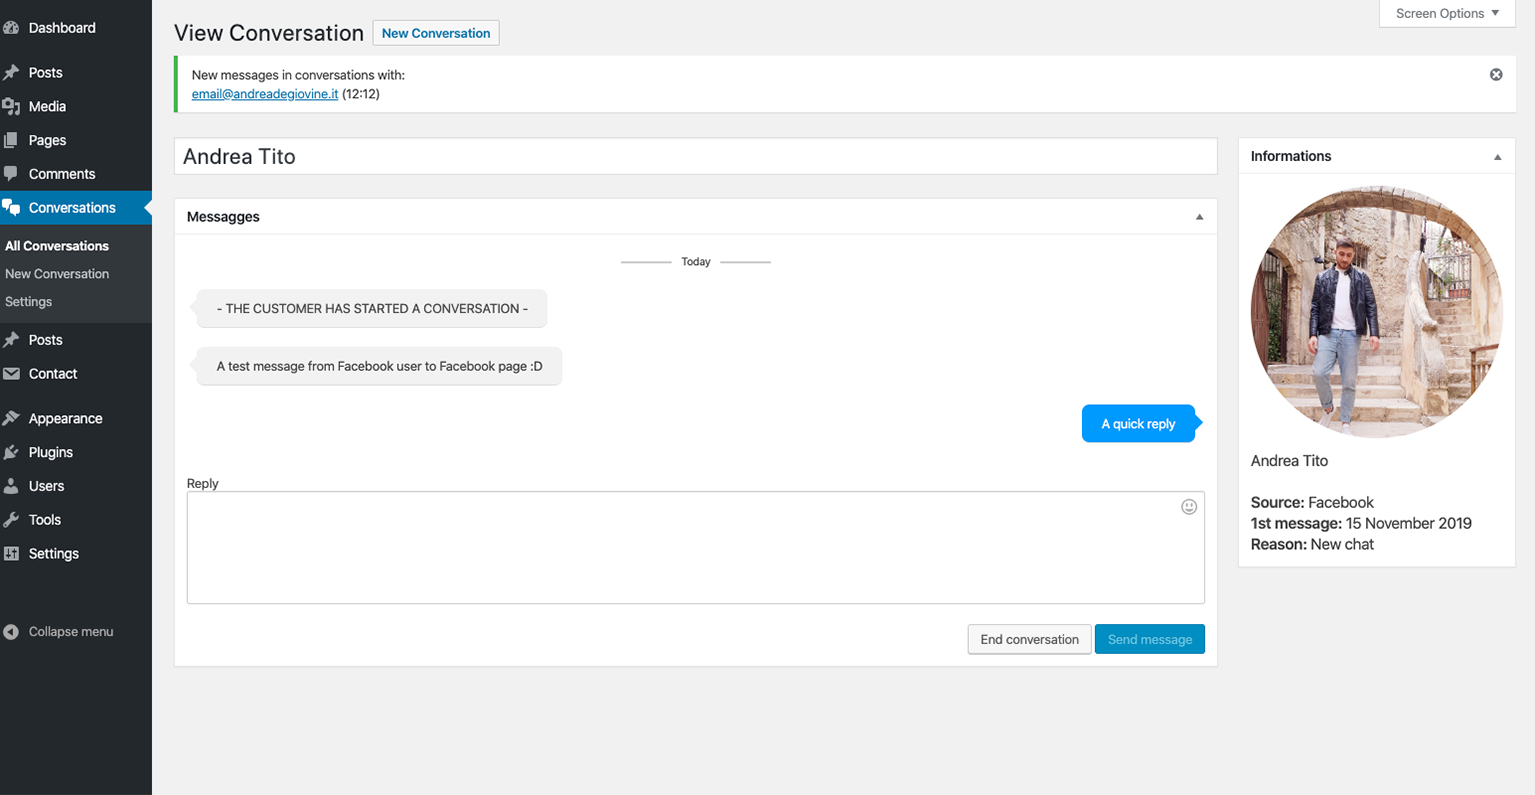 Dashboard
Posts
Media
Pages
Comments
Conversations
All Conversations
New Conversation
Settings
Posts
Contact
Appearance
Plugins
Users
Tools
Settings
Collapse menu
Screen Options
View Conversation
New Conversation
New messages in conversations with:
email@andreadegiovine.it (12:12)
Andrea Tito
Messagges
Today
- THE CUSTOMER HAS STARTED A CONVERSATION -
A test message from Facebook user to Facebook page :D
A quick reply
Reply
End conversation
Send message
Informations
Andrea Tito
Source: Facebook
1st message: 15 November 2019
Reason: New chat